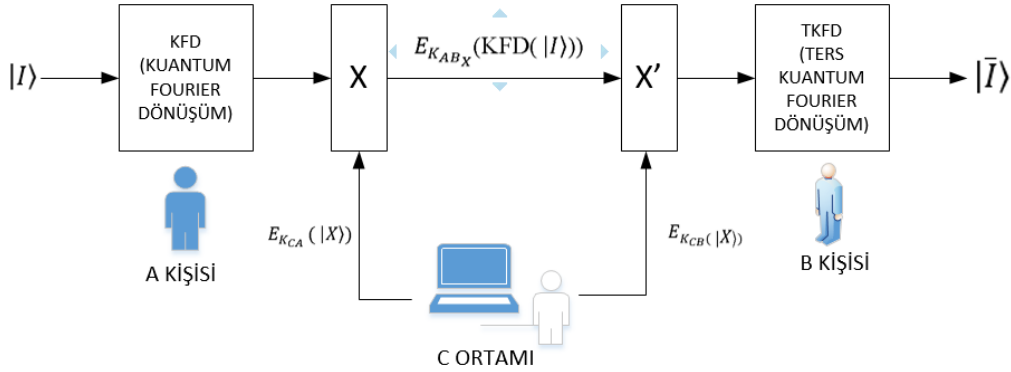 |I⟩
KFD
(KUANTUM
FOURIER
DÖNÜŞÜM)
X
E_{K_{AB_X}}(KFD( |I⟩))
X'
TKFD
(TERS
KUANTUM
FOURIER
DÖNÜŞÜM)
|Ī⟩
A KİŞİSİ
E_{K_{CA}} ( |X⟩)
E_{K_{CB}}( |X⟩)
B KİŞİSİ
C ORTAMI